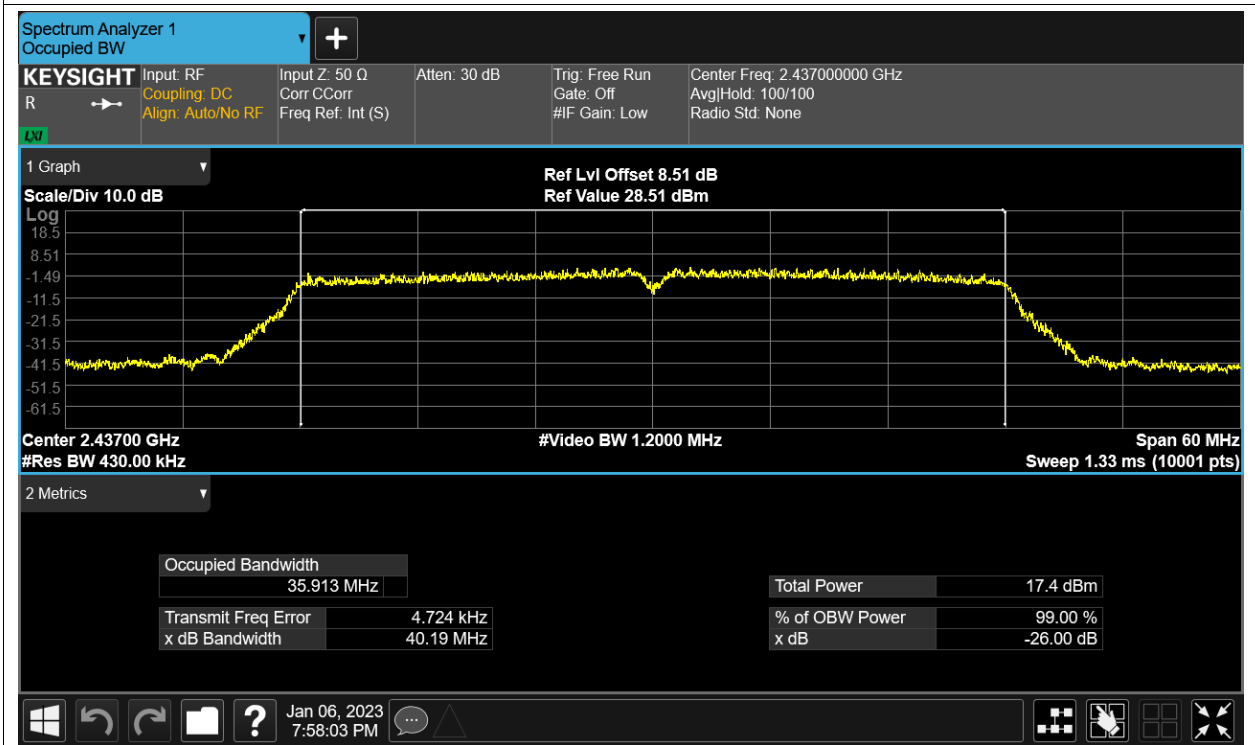 Spectrum Analyzer 1
Occupied BW
KEYSIGHT
R
LXI
Input: RF
Coupling: DC
Align: Auto/No RF
Input Z: 50 Ω
Corr CCorr
Freq Ref: Int (S)
Atten: 30 dB
Trig: Free Run
Gate: Off
#IF Gain: Low
Center Freq: 2.437000000 GHz
Avg|Hold: 100/100
Radio Std: None
1 Graph
Scale/Div 10.0 dB
Ref Lvl Offset 8.51 dB
Ref Value 28.51 dBm
Log
18.5
8.51
-1.49
-11.5
-21.5
-31.5
-41.5
-51.5
-61.5
Center 2.43700 GHz
#Video BW 1.2000 MHz
Span 60 MHz
#Res BW 430.00 kHz
Sweep 1.33 ms (10001 pts)
2 Metrics
Occupied Bandwidth
35.913 MHz
Total Power 17.4 dBm
Transmit Freq Error 4.724 kHz
% of OBW Power 99.00 %
x dB Bandwidth 40.19 MHz
x dB -26.00 dB
?
Jan 06, 2023
7:58:03 PM